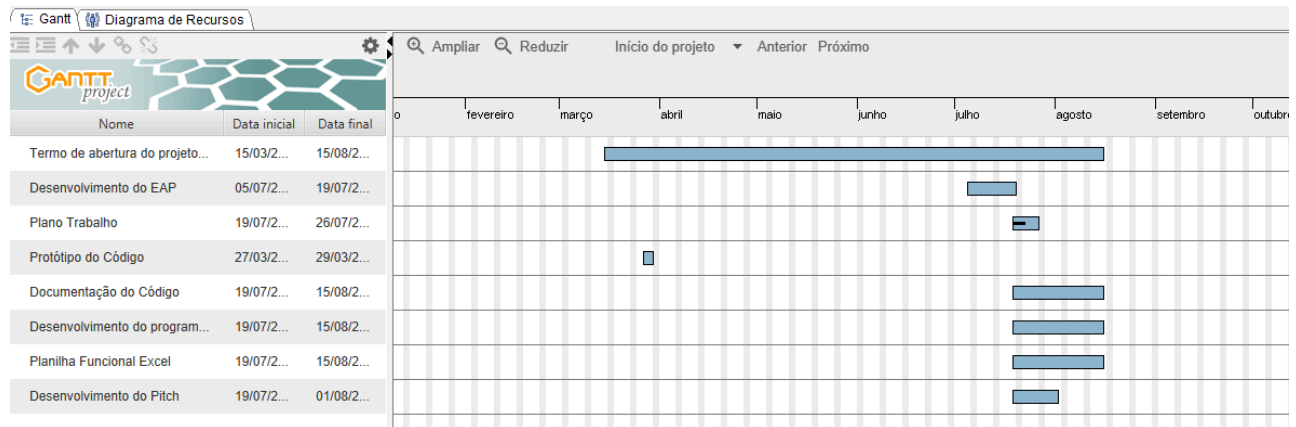 Gantt Diagrama de Recursos
Ampliar Reduzir Início do projeto Anterior Próximo
GANTT
project
Nome Data inicial Data final
o fevereiro março abril maio junho julho agosto setembro outubro
Termo de abertura do projeto... 15/03/2... 15/08/2...
Desenvolvimento do EAP 05/07/2... 19/07/2...
Plano Trabalho 19/07/2... 26/07/2...
Protótipo do Código 27/03/2... 29/03/2...
Documentação do Código 19/07/2... 15/08/2...
Desenvolvimento do program... 19/07/2... 15/08/2...
Planilha Funcional Excel 19/07/2... 15/08/2...
Desenvolvimento do Pitch 19/07/2... 01/08/2...